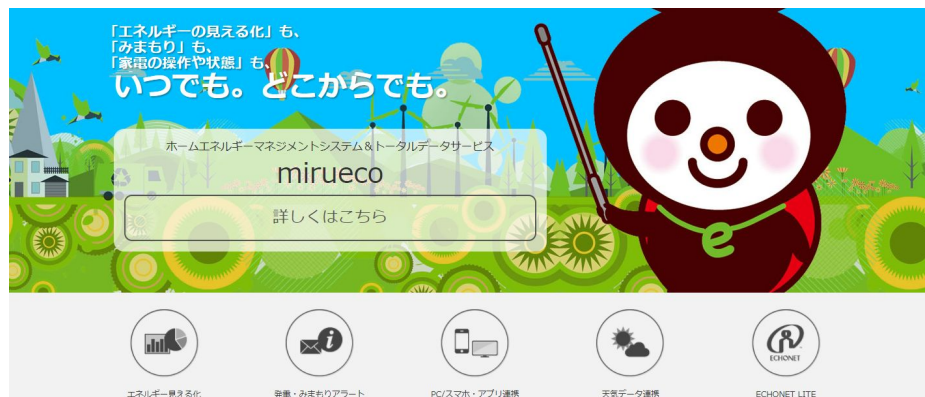 「エネルギーの見える化」も、
「みまもり」も、
「家電の操作や状態」も、
いつでも。どこからでも。
ホームエネルギーマネジメントシステム＆トータルデータサービス
mirueco
詳しくはこちら
e
ECHONET
エネルギー見える化
発電・みまもりアラート
PC/スマホ・アプリ連携
天気データ連携
ECHONET LITE